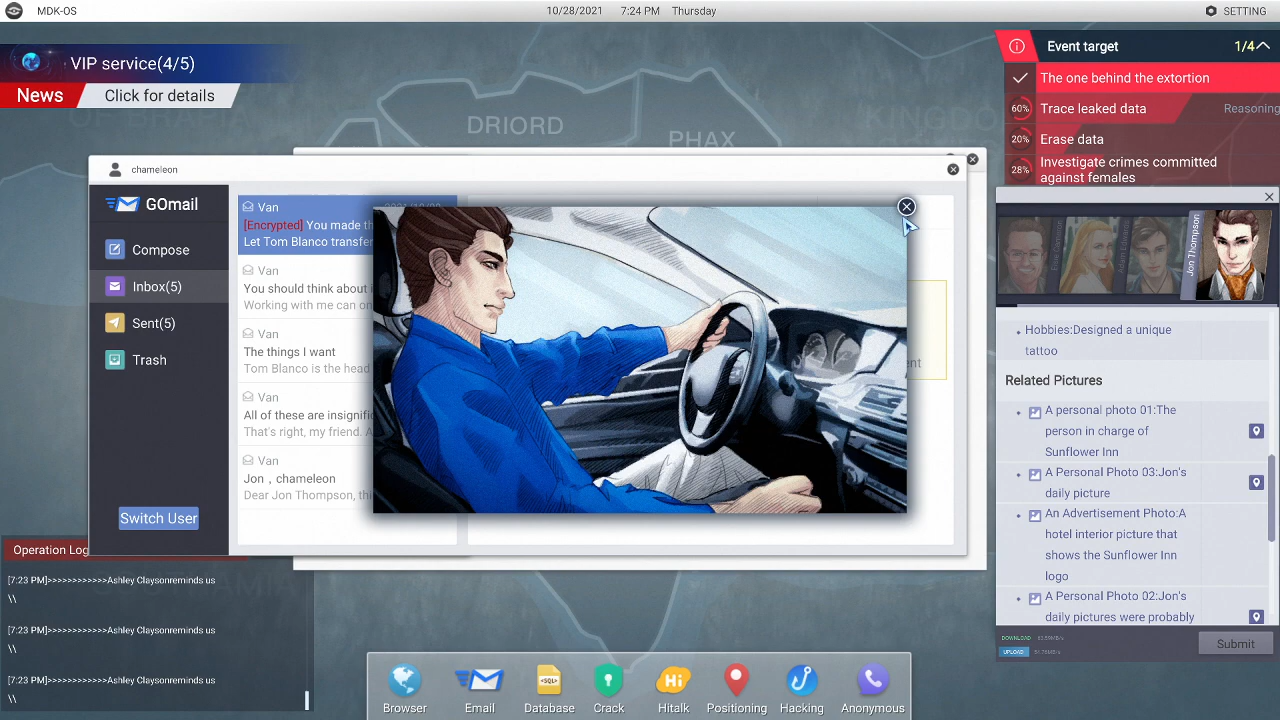 MDK-OS
10/28/2021 7:24 PM Thursday
SETTING
VIP service(4/5)
News Click for details
DRIORD
PHAX
KINGDO
Event target 1/4
The one behind the extortion
60% Trace leaked data Reasoning
20% Erase data
28% Investigate crimes committed
against females
chameleon
GOmail
Compose
Inbox(5)
Sent(5)
Trash
Switch User
Van
[Encrypted] You made th
Let Tom Blanco transfer
Van
You should think about i
Working with me can on
Van
The things I want
Tom Blanco is the head
Van
All of these are insignifi
That's right, my friend. A
Van
Jon , chameleon
Dear Jon Thompson, thi
ent
Jon Thompson
Hobbies:Designed a unique
tattoo
Related Pictures
A personal photo 01:The
person in charge of
Sunflower Inn
A Personal Photo 03:Jon's
daily picture
An Advertisement Photo:A
hotel interior picture that
shows the Sunflower Inn
logo
A Personal Photo 02:Jon's
daily pictures were probably
DOWNLOAD
UPLOAD
Submit
Operation Log
[7:23 PM]>>>>>>>>>>>>Ashley Claysonreminds us
\\
[7:23 PM]>>>>>>>>>>>>Ashley Claysonreminds us
\\
[7:23 PM]>>>>>>>>>>>>Ashley Claysonreminds us
\\
Browser
Email
<SQL>
Database
Crack
Hi
Hitalk
Positioning
Hacking
Anonymous